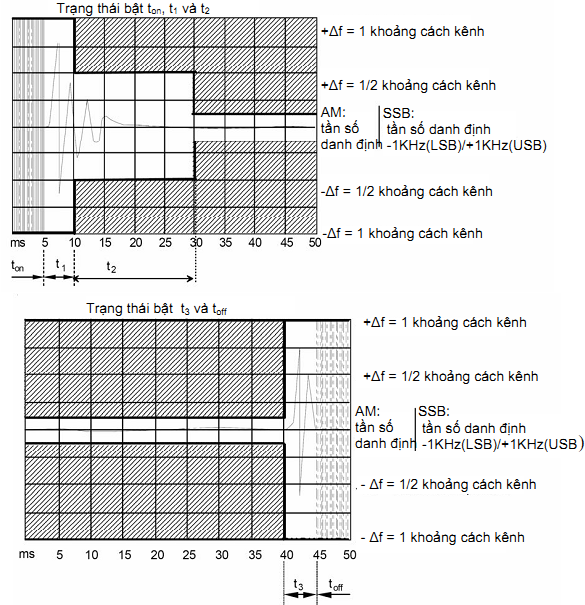 Trạng thái bật ton, t1 và t2
+Δf = 1 khoảng cách kênh
+Δf = 1/2 khoảng cách kênh
AM:
tần số
danh định
SSB:
tần số danh định
-1KHz(LSB)/+1KHz(USB)
-Δf = 1/2 khoảng cách kênh
-Δf = 1 khoảng cách kênh
ms 5 10 15 20 25 30 35 40 45 50
ton t1 t2
Trạng thái bật t3 và toff
+Δf = 1 khoảng cách kênh
+Δf = 1/2 khoảng cách kênh
AM:
tần số
danh định
SSB:
tần số danh định
-1KHz(LSB)/+1KHz(USB)
- Δf = 1/2 khoảng cách kênh
- Δf = 1 khoảng cách kênh
ms 5 10 15 20 25 30 35 40 45 50
t3 toff